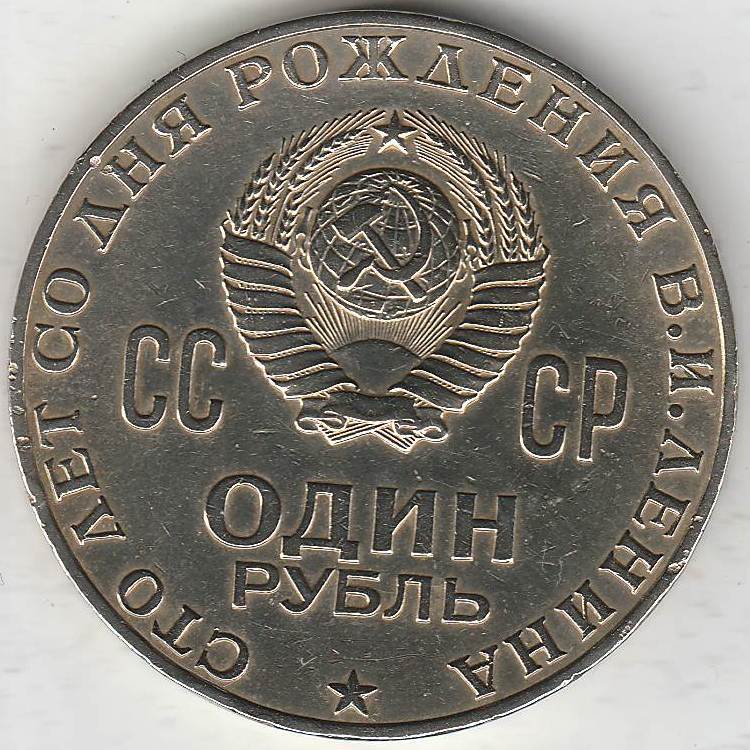 СТО ЛЕТ СО ДНЯ РОЖДЕНИЯ В.И.ЛЕНИНА
СС СР
ОДИН
РУБЛЬ